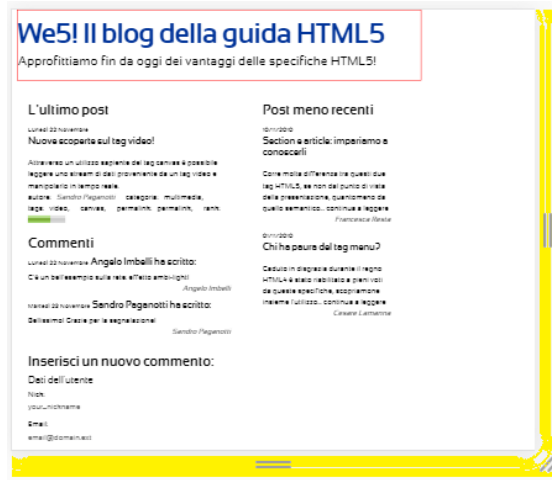 We5! Il blog della guida HTML5
Approfittiamo fin da oggi dei vantaggi delle specifiche HTML5!
L'ultimo post
Lunedì 22 Novembre
Nuove scoperte sul tag video!
Attraverso un utilizzo sapiente del tag canvas è possibile
leggere uno stream di dati proveniente da un tag video e
manipolarlo in tempo reale.
autore: Sandro Paganotti categoria: multimedia,
tags: video, canvas, permalink: permalink, rank:
Commenti
Lunedì 22 Novembre Angelo Imbelli ha scritto:
C'è un bell'esempio sulla rete: effetto ambi-light!
Angelo Imbelli
Martedì 23 Novembre Sandro Paganotti ha scritto:
Bellissimo! Grazie per la segnalazione!
Sandro Paganotti
Inserisci un nuovo commento:
Dati dell'utente
Nick:
your_nickname
Email:
email@domain.ext
Post meno recenti
10/11/2010
Section e article: impariamo a
conoscerli
Corre molta differenza tra questi due
tag HTML5, se non dal punto di vista
della presentazione, quantomeno da
quello semantico... continua a leggere
Francesca Resta
01/11/2010
Chi ha paura del tag menu?
Caduto in disgrazia durante il regno
HTML4 è stato riabilitato a pieni voti
da queste specifiche, scopriamone
insieme l'utilizzo... continua a leggere
Cesare Lamanna